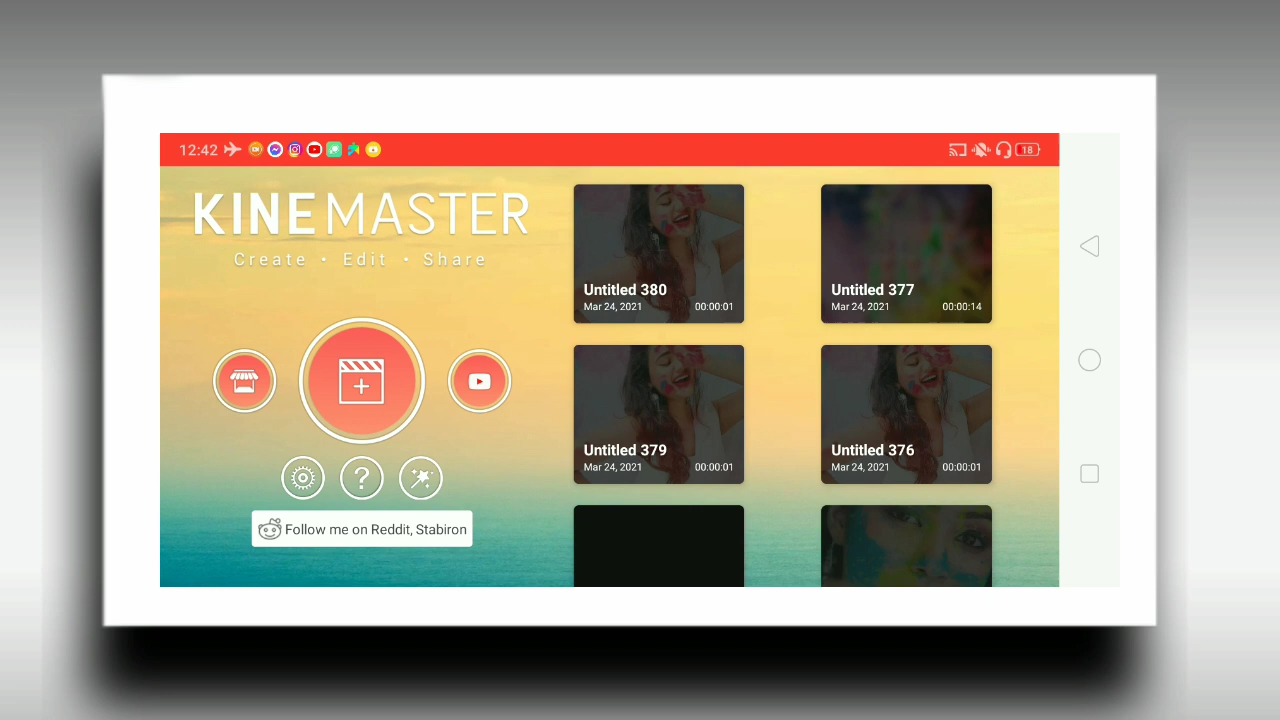 12:42
18
KINEMASTER
Create • Edit • Share
Untitled 380
Mar 24, 2021 00:00:01
Untitled 377
Mar 24, 2021 00:00:14
Untitled 379
Mar 24, 2021 00:00:01
Untitled 376
Mar 24, 2021 00:00:01
?
Follow me on Reddit, Stabiron